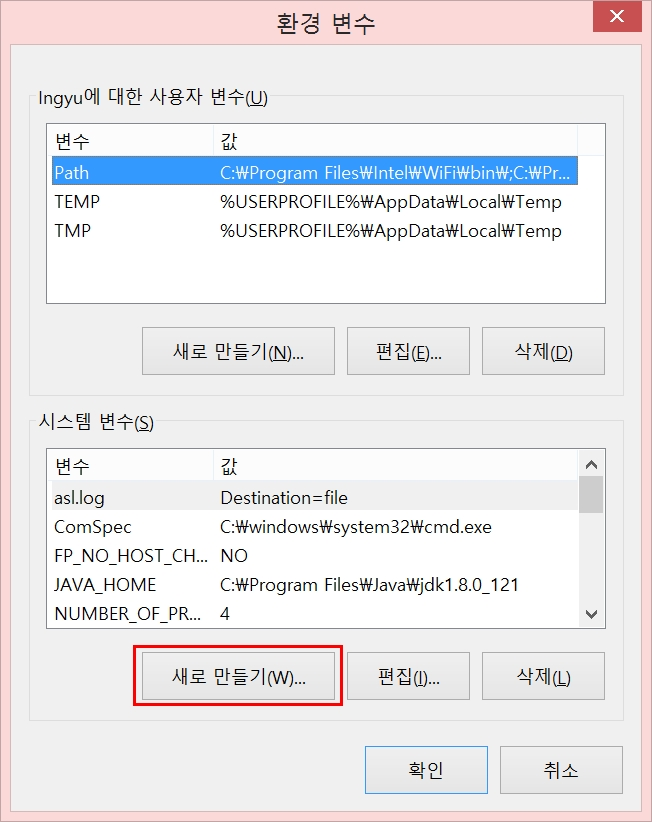 환경 변수
Ingyu에 대한 사용자 변수(U)
변수 값
Path C:₩Program Files₩Intel₩WiFi₩bin₩;C:₩Pr...
TEMP %USERPROFILE%₩AppData₩Local₩Temp
TMP %USERPROFILE%₩AppData₩Local₩Temp
새로 만들기(N)... 편집(E)... 삭제(D)
시스템 변수(S)
변수 값
asl.log Destination=file
ComSpec C:₩windows₩system32₩cmd.exe
FP_NO_HOST_CH... NO
JAVA_HOME C:₩Program Files₩Java₩jdk1.8.0_121
NUMBER_OF_PR... 4
새로 만들기(W)... 편집(I)... 삭제(L)
확인 취소